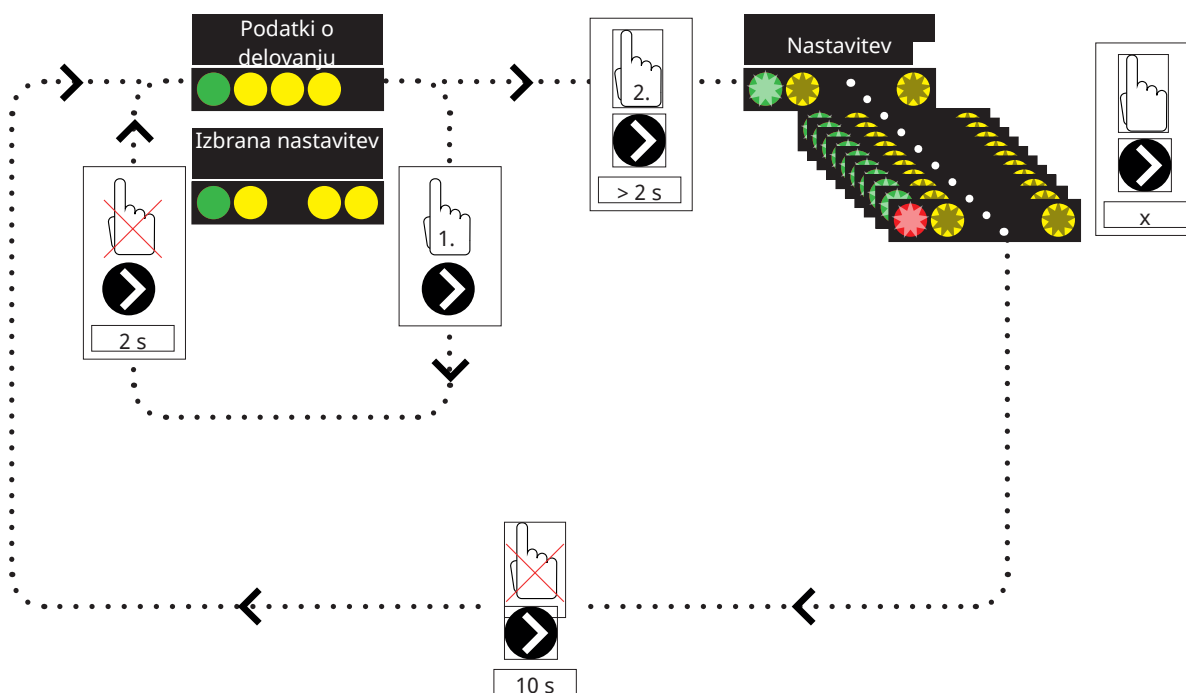 Podatki o
delovanju
Izbrana nastavitev
2 s
1.
2.
> 2 s
Nastavitev
x
10 s